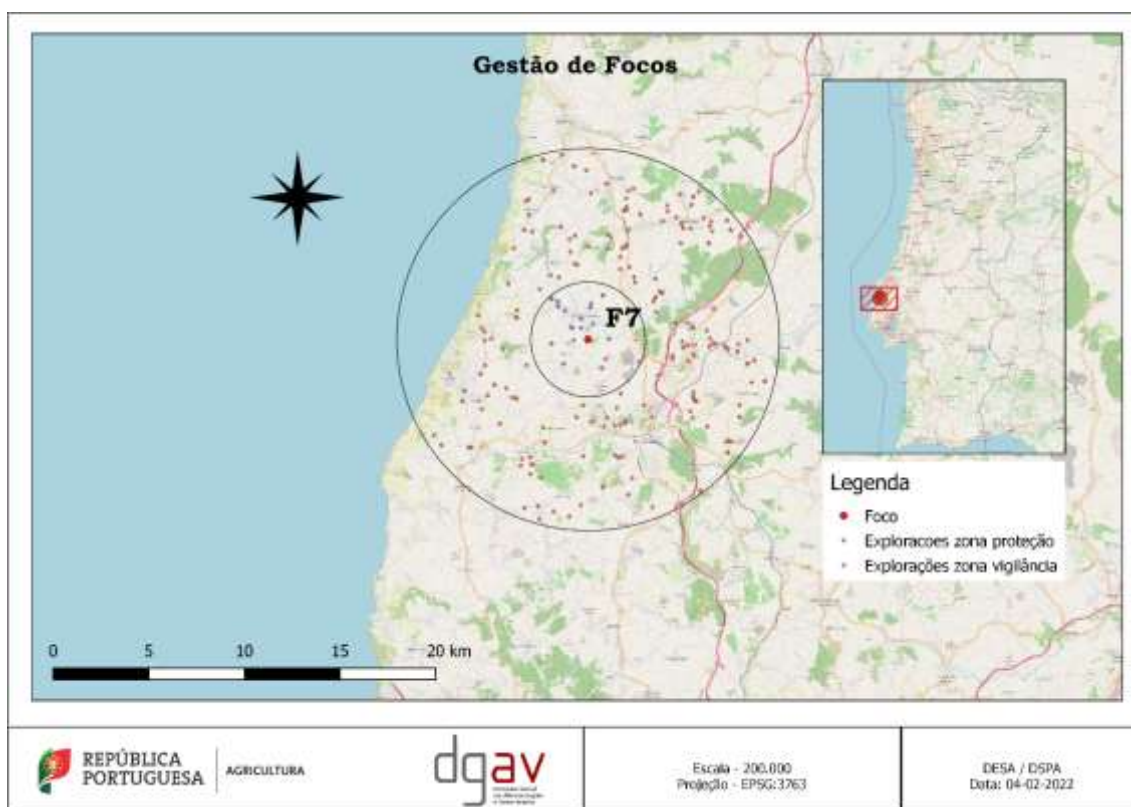 Gestão de Focos
F7
Legenda
Foco
Exploracoes zona proteção
Explorações zona vigilância
0 5 10 15 20 km
REPÚBLICA
PORTUGUESA
AGRICULTURA
dgav
Escala - 200.000
Projeção - EPSG:3763
DESA / DSPA
Data: 04-02-2022